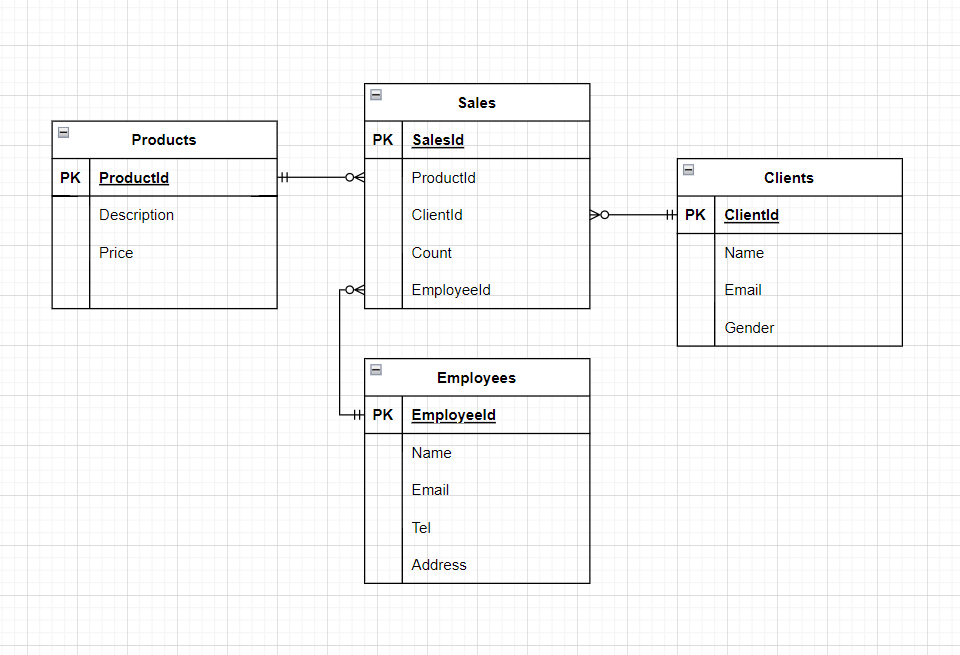 Products
PK ProductId
Description
Price
Sales
PK SalesId
ProductId
ClientId
Count
EmployeeId
Clients
PK ClientId
Name
Email
Gender
Employees
PK EmployeeId
Name
Email
Tel
Address